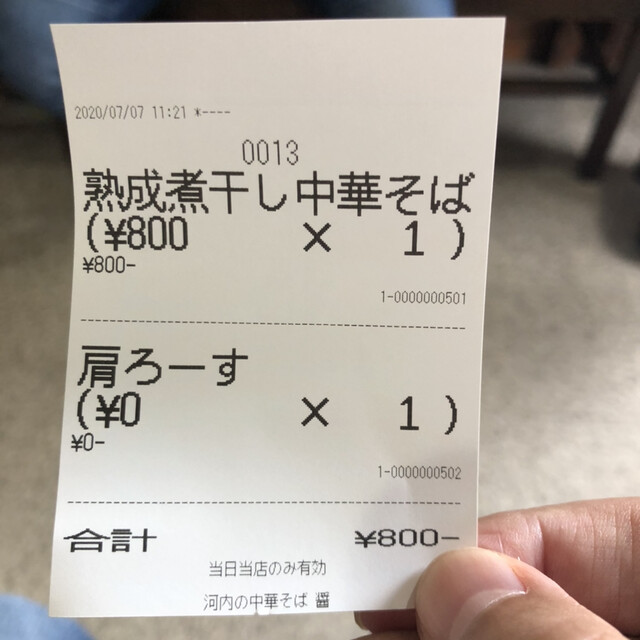 2020/07/07 11:21 *----
0013
熟成煮干し中華そば
(¥800 × 1)
¥800-
1-0000000501
肩ろーす
(¥0 × 1)
¥0-
1-0000000502
合計 ¥800-
当日当店のみ有効
河内の中華そば